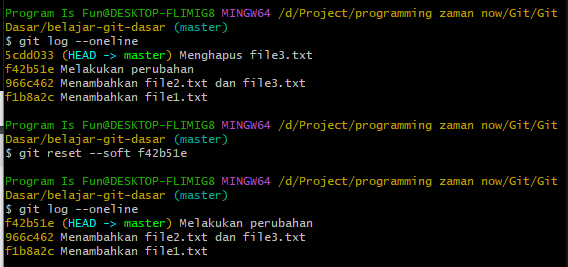 Program Is Fun@DESKTOP-FLIMIG8 MINGW64 /d/Project/programming zaman now/Git/Git
Dasar/belajar-git-dasar (master)
$ git log --oneline
5cdd033 (HEAD -> master) Menghapus file3.txt
f42b51e Melakukan perubahan
966c462 Menambahkan file2.txt dan file3.txt
f1b8a2c Menambahkan file1.txt
Program Is Fun@DESKTOP-FLIMIG8 MINGW64 /d/Project/programming zaman now/Git/Git
Dasar/belajar-git-dasar (master)
$ git reset --soft f42b51e
Program Is Fun@DESKTOP-FLIMIG8 MINGW64 /d/Project/programming zaman now/Git/Git
Dasar/belajar-git-dasar (master)
$ git log --oneline
f42b51e (HEAD -> master) Melakukan perubahan
966c462 Menambahkan file2.txt dan file3.txt
f1b8a2c Menambahkan file1.txt